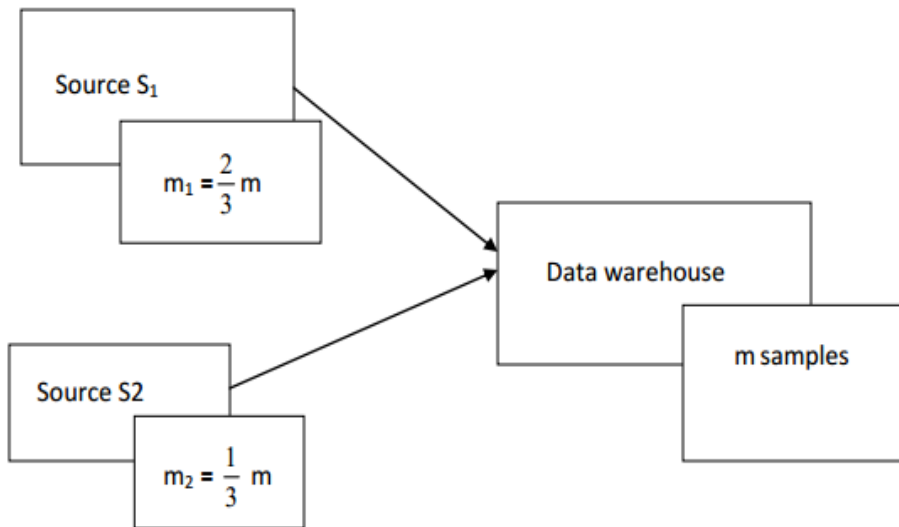 Source S₁
m₁ = 2/3 m
Data warehouse
m samples
Source S2
m₂ = 1/3 m